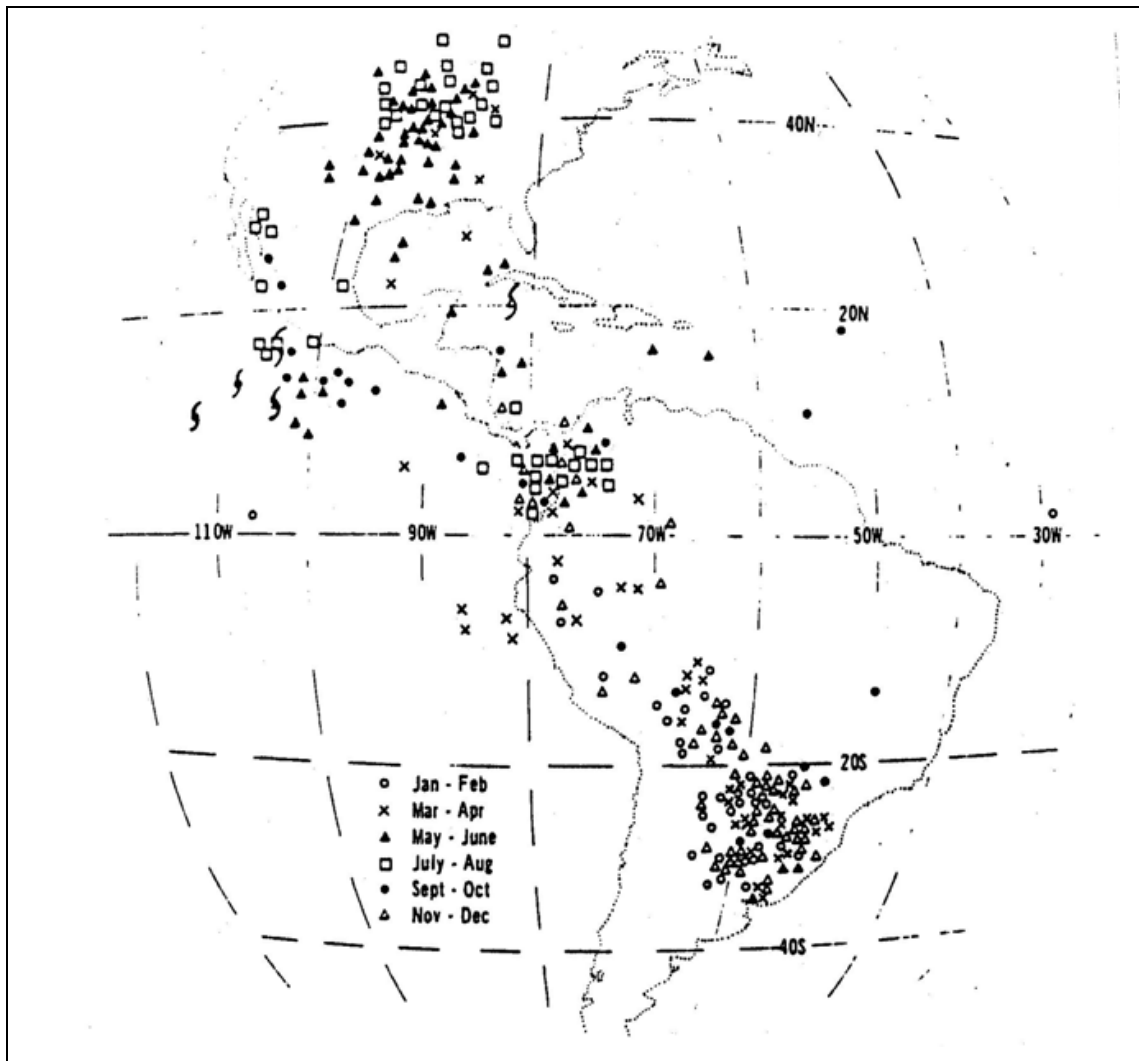 40N
20N
110W
90W
70W
50W
30W
20S
Jan - Feb
Mar - Apr
May - June
July - Aug
Sept - Oct
Nov - Dec
40S